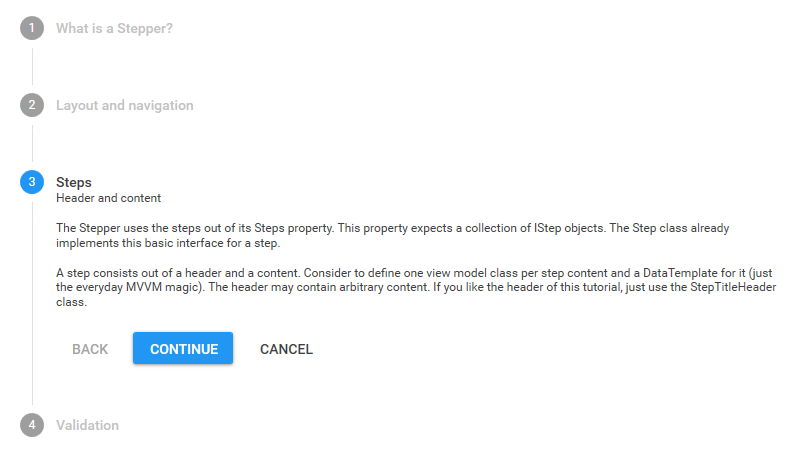 1 What is a Stepper?
2 Layout and navigation
3 Steps
Header and content
The Stepper uses the steps out of its Steps property. This property expects a collection of IStep objects. The Step class already
implements this basic interface for a step.
A step consists out of a header and a content. Consider to define one view model class per step content and a DataTemplate for it (just
the everyday MVVM magic). The header may contain arbitrary content. If you like the header of this tutorial, just use the StepTitleHeader
class.
BACK CONTINUE CANCEL
4 Validation